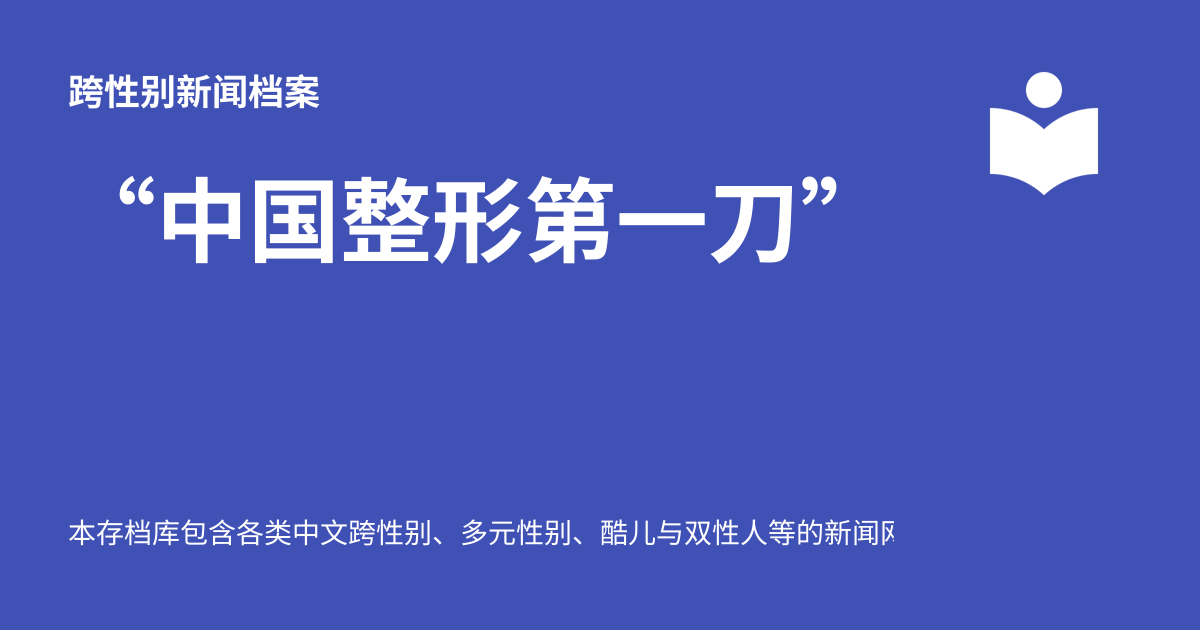 跨性别新闻档案
“中国整形第一刀”
本存档库包含各类中文跨性别、多元性别、酷儿与双性人等的新闻